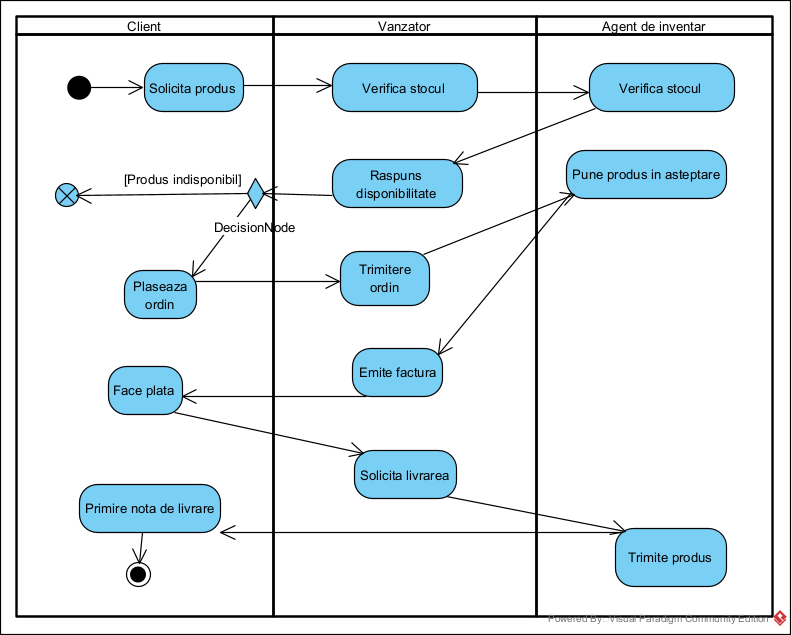 Client
Vanzator
Agent de inventar
Solicita produs
Verifica stocul
Verifica stocul
[Produs indisponibil]
Raspuns
disponibilitate
Pune produs in asteptare
DecisionNode
Plaseaza
ordin
Trimitere
ordin
Emite factura
Face plata
Solicita livrarea
Primire nota de livrare
Trimite produs
Powered By Visual Paradigm Community Edition